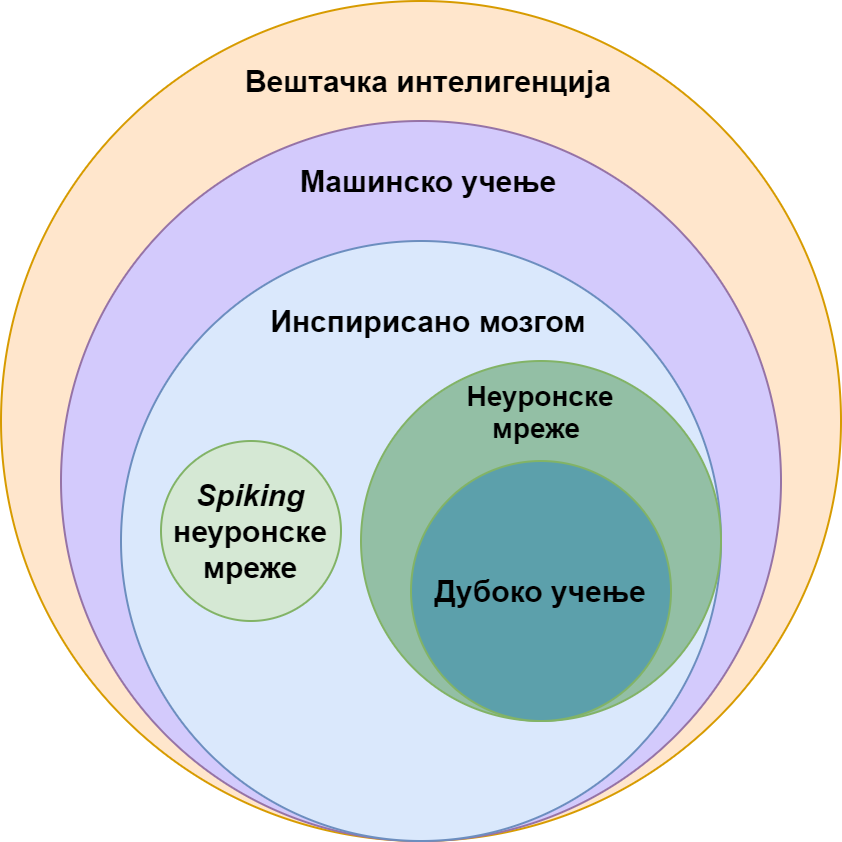 Вештачка интелигенција
Машинско учење
Инспирисано мозгом
Неуронске
мреже
Spiking
неуронске
мреже
Дубоко учење